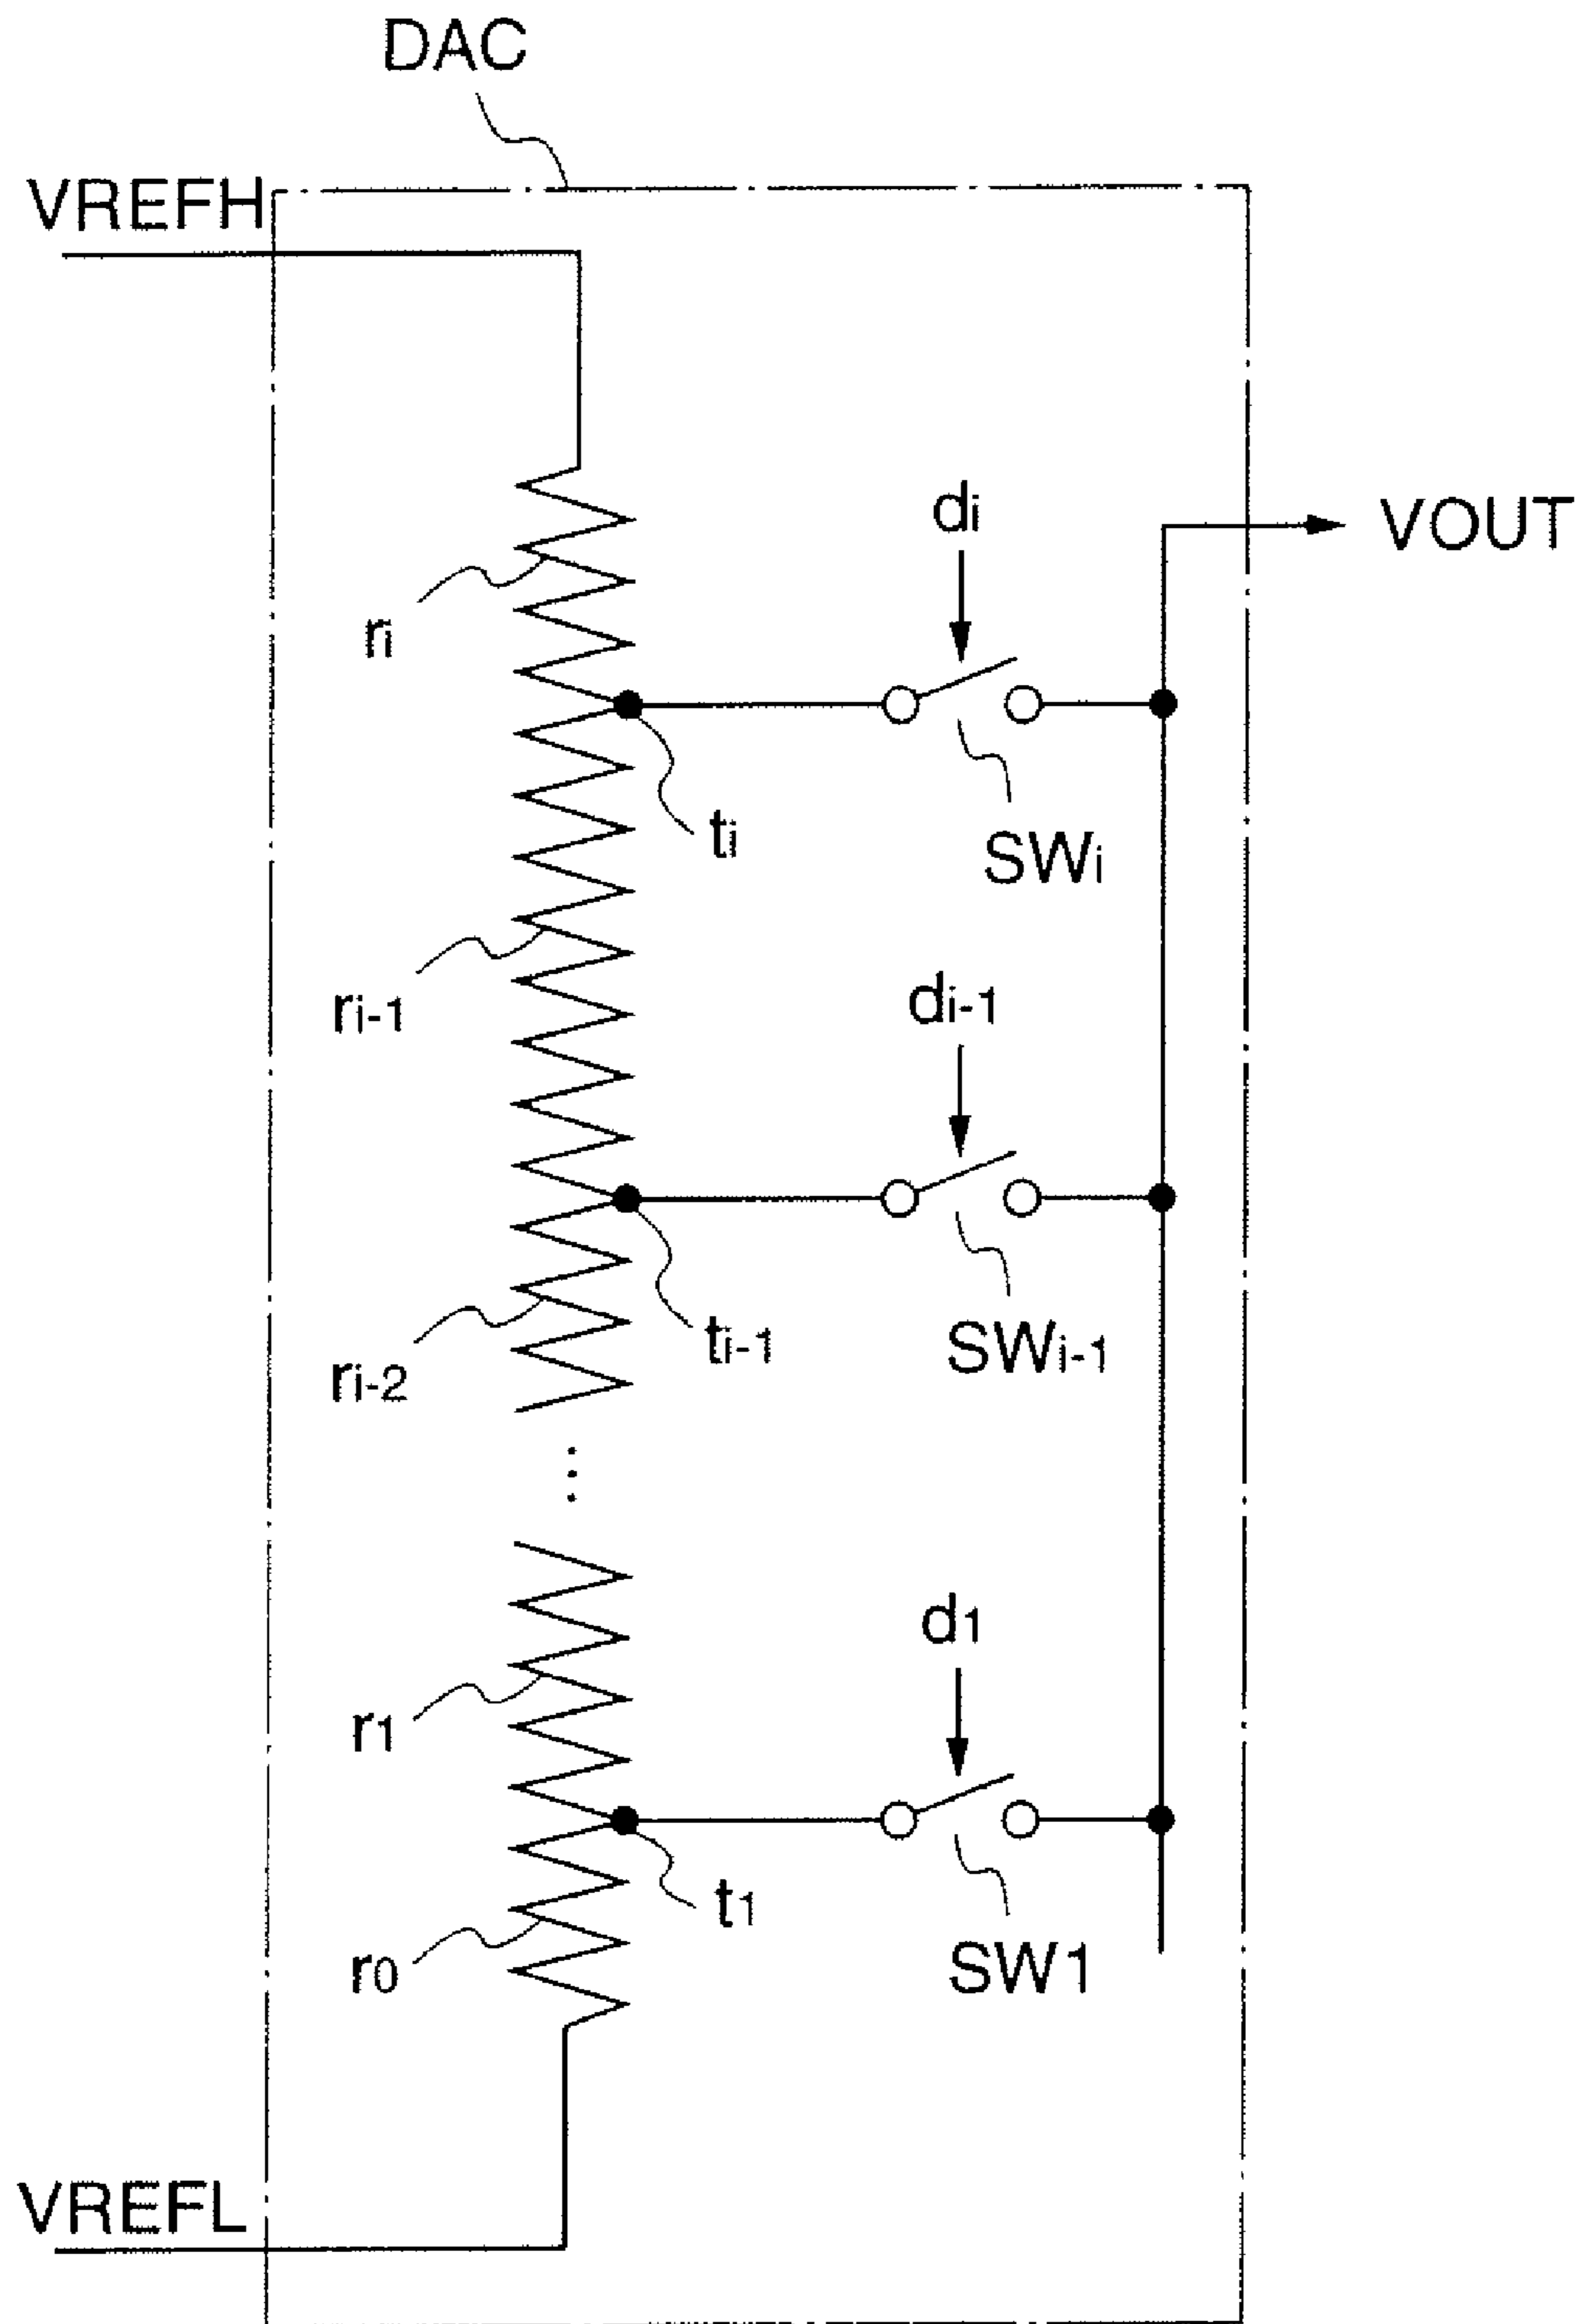 DAC
VREFH
di
VOUT
ri
ti
SWi
ri-1
di-1
ti-1
SWi-1
ri-2
d1
r1
t1
r0
SW1
VREFL